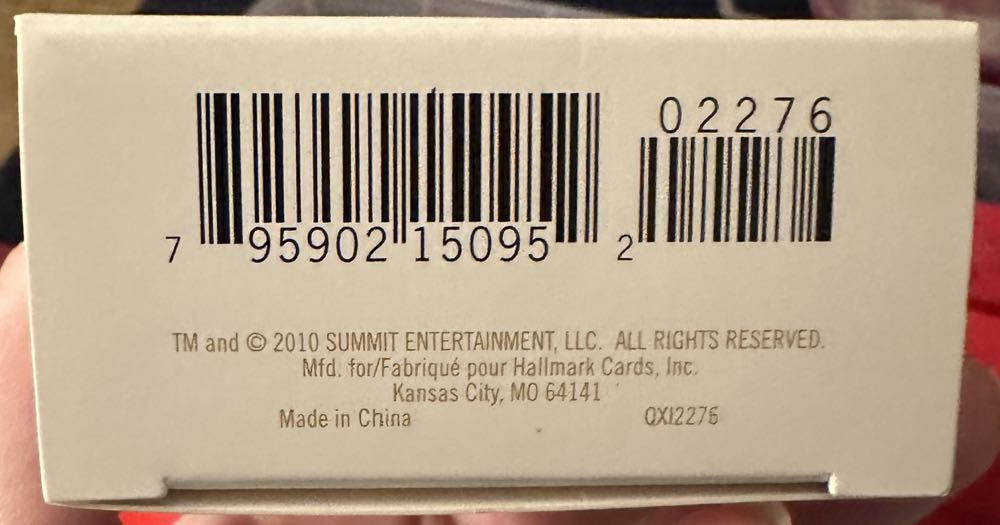 02276
7 95902 15095 2
TM and © 2010 SUMMIT ENTERTAINMENT, LLC. ALL RIGHTS RESERVED.
Mfd. for/Fabriqué pour Hallmark Cards, Inc.
Kansas City, MO 64141
Made in China QXI2276